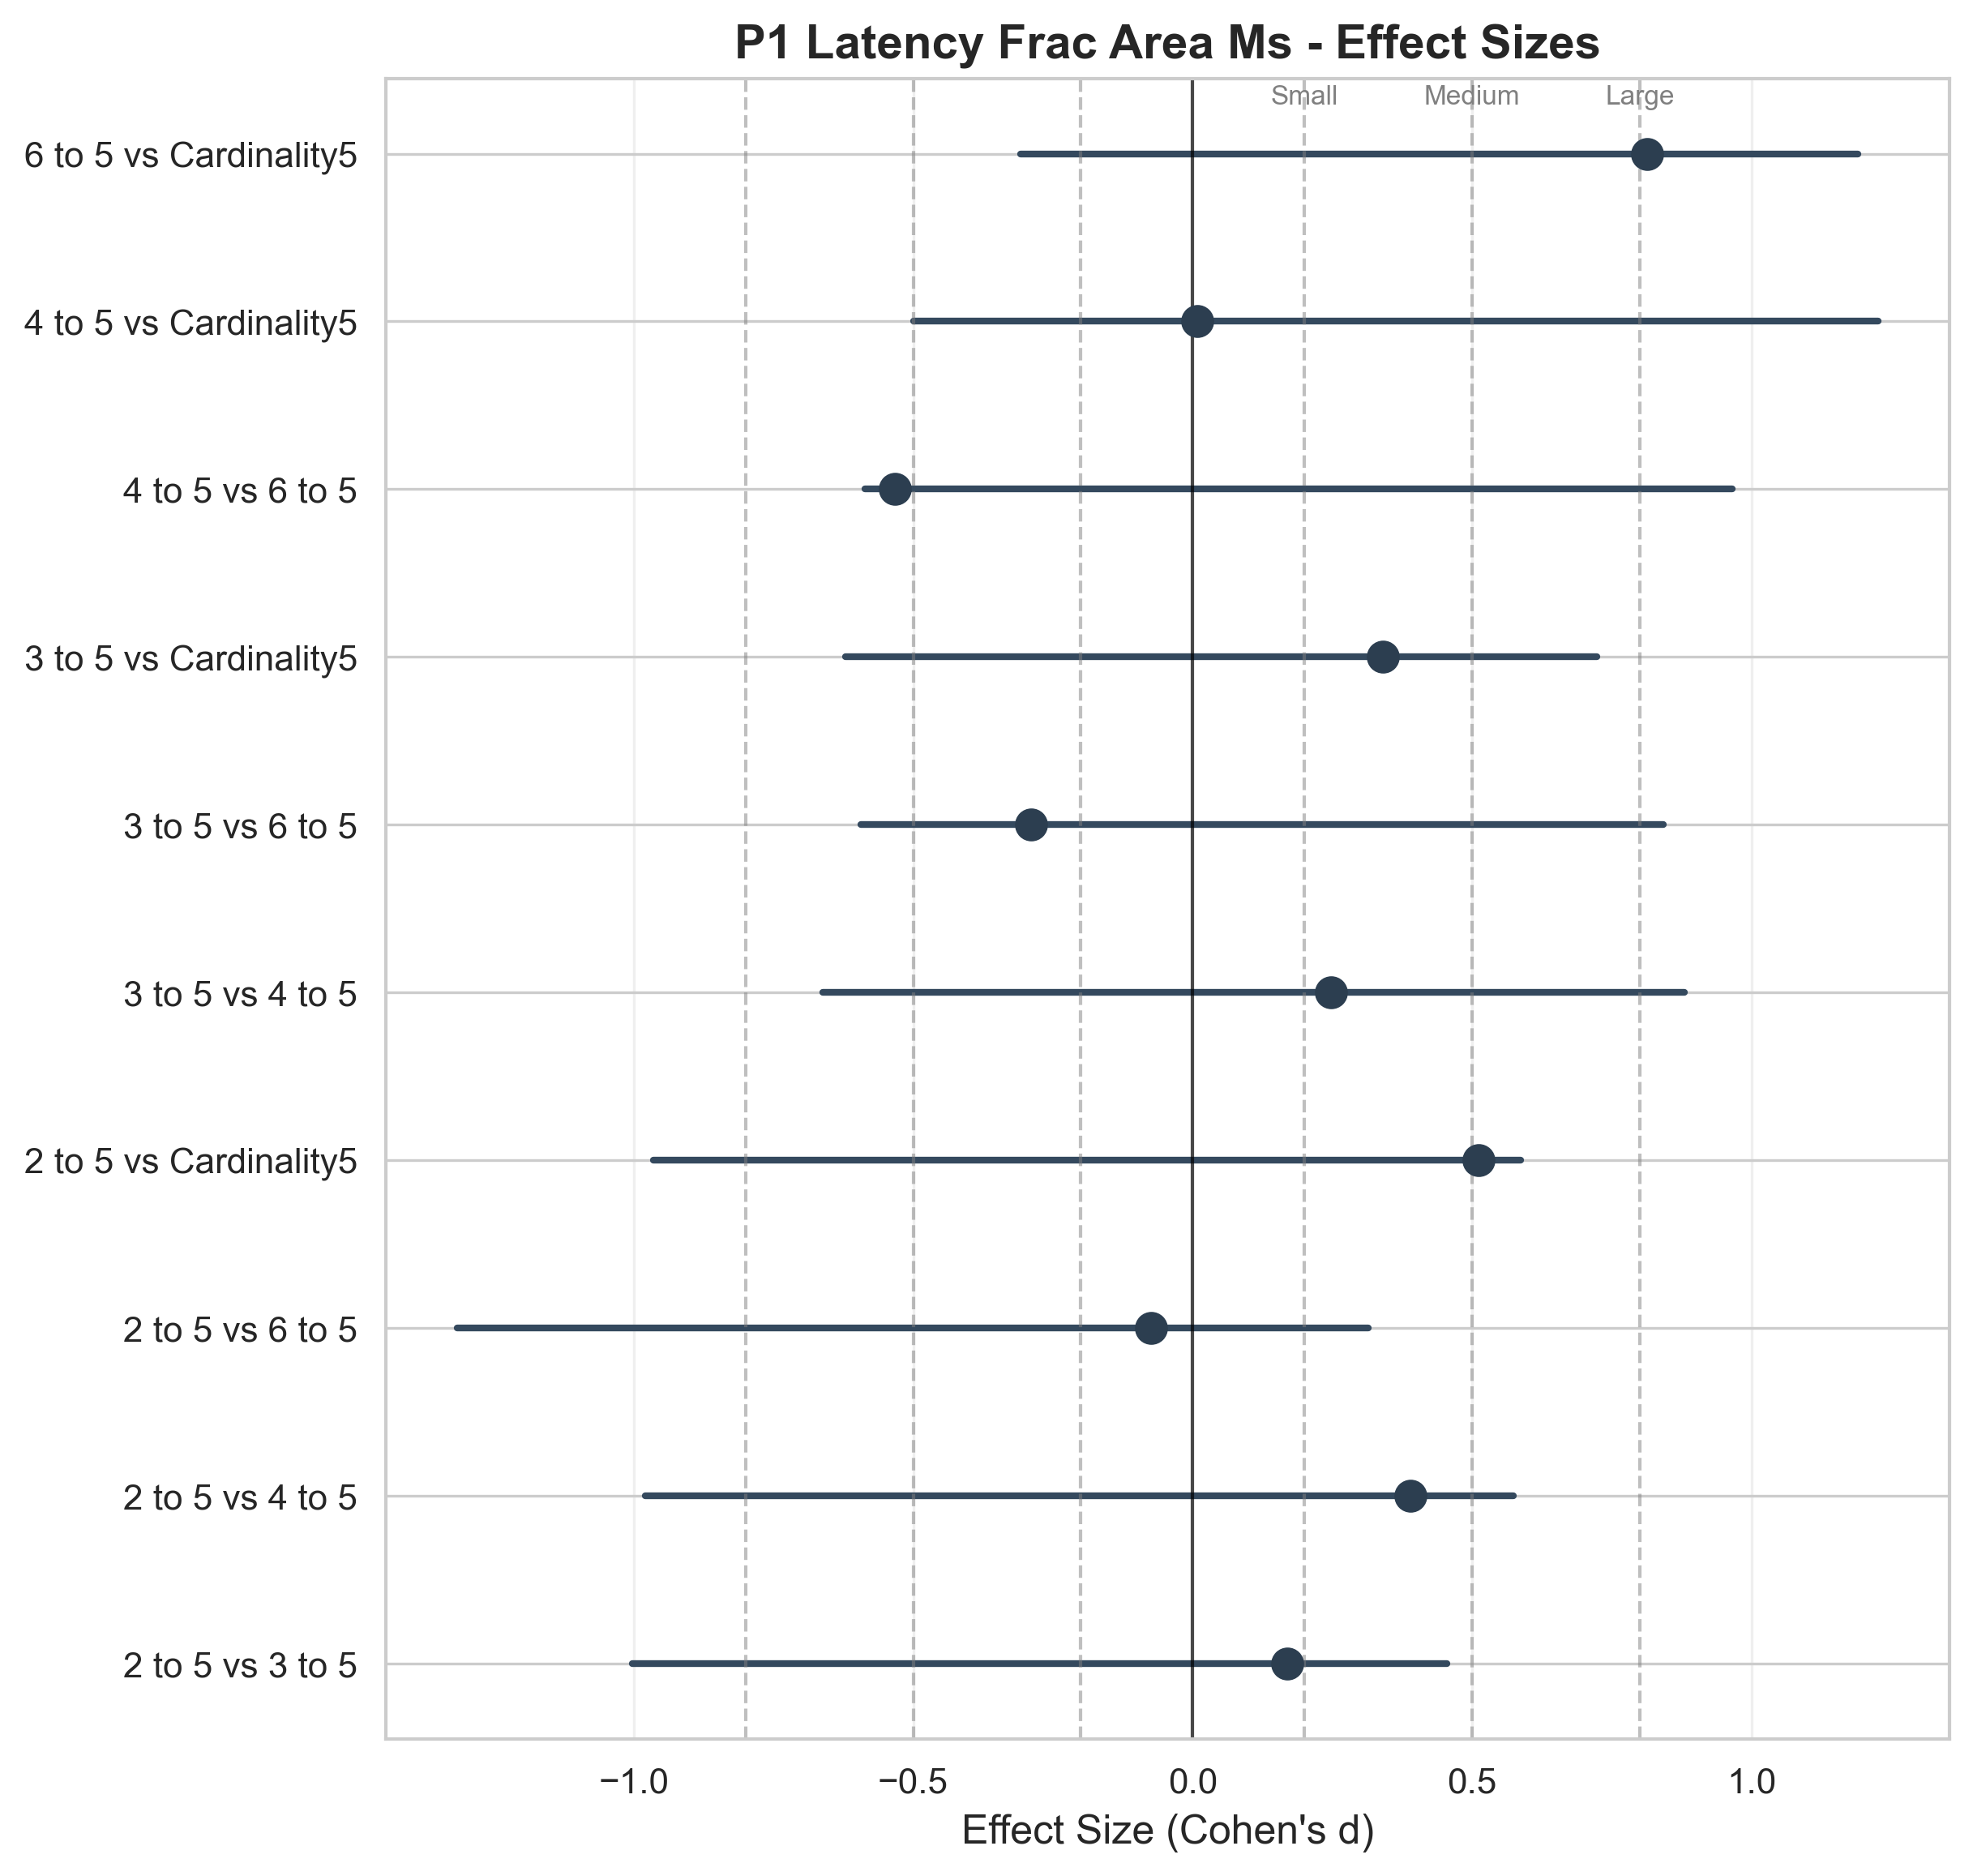 P1 Latency Frac Area Ms - Effect Sizes
Small Medium Large
6 to 5 vs Cardinality5
4 to 5 vs Cardinality5
4 to 5 vs 6 to 5
3 to 5 vs Cardinality5
3 to 5 vs 6 to 5
3 to 5 vs 4 to 5
2 to 5 vs Cardinality5
2 to 5 vs 6 to 5
2 to 5 vs 4 to 5
2 to 5 vs 3 to 5
−1.0 −0.5 0.0 0.5 1.0
Effect Size (Cohen's d)